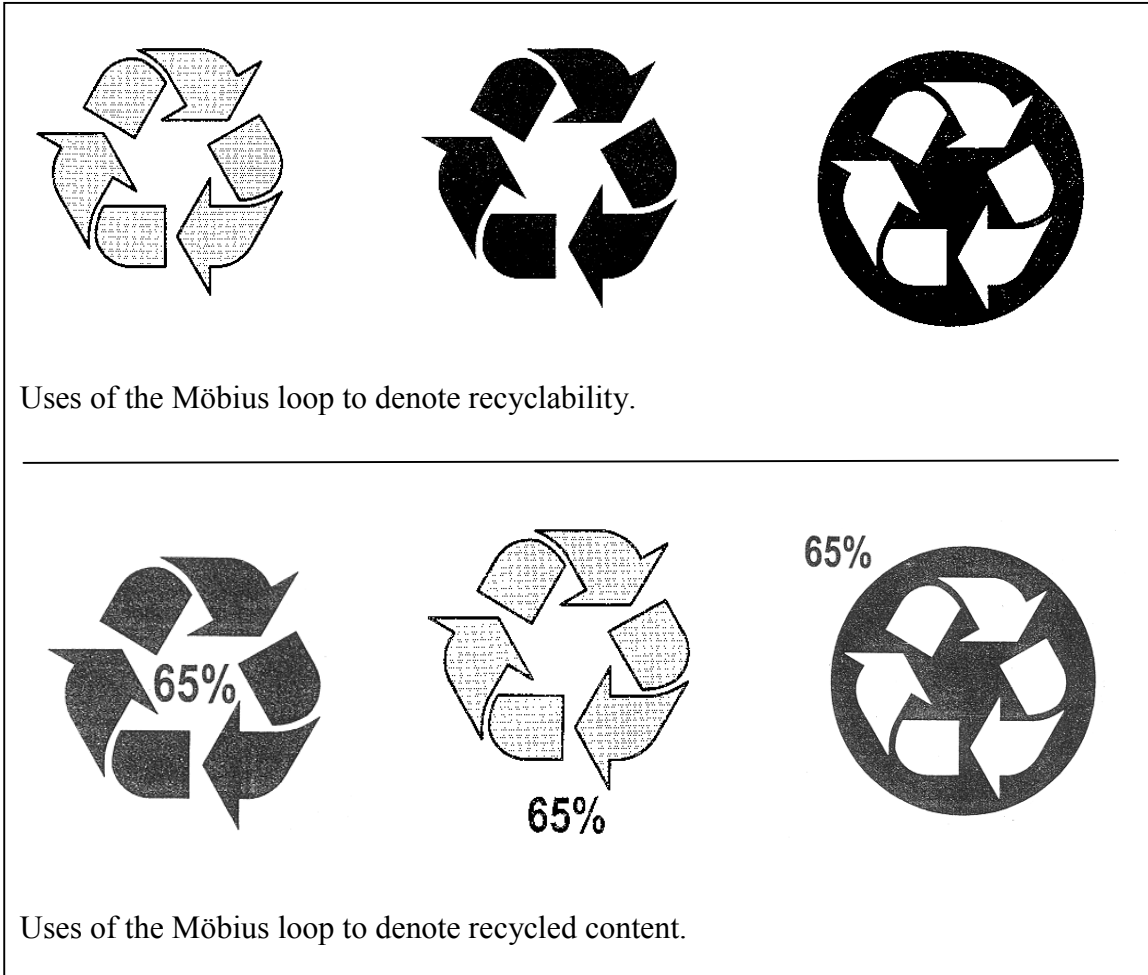 Uses of the Möbius loop to denote recyclability.
65%
65%
65%
Uses of the Möbius loop to denote recycled content.